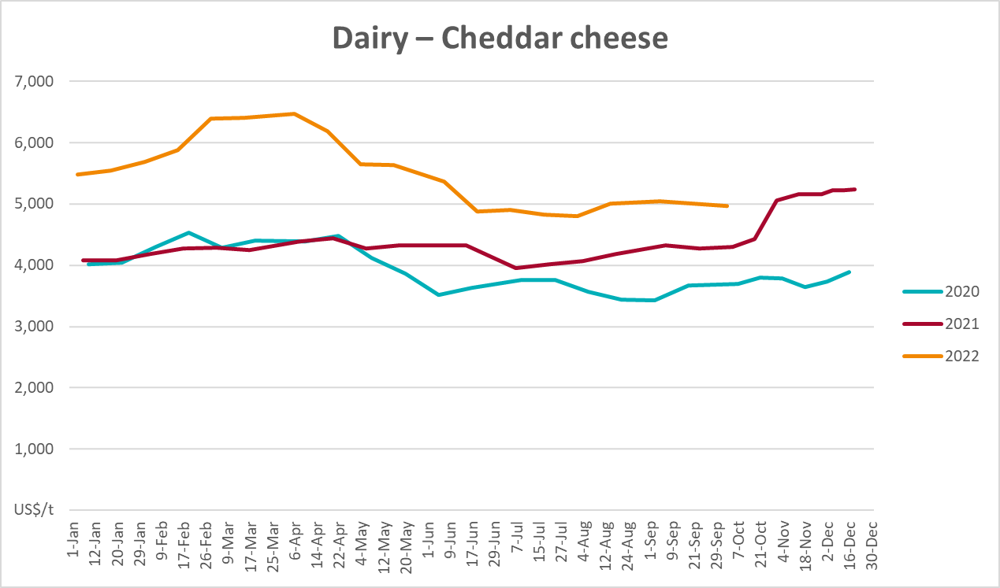 Dairy – Cheddar cheese
7,000
6,000
5,000
4,000
3,000
2,000
1,000
US$/t
1-Jan
12-Jan
20-Jan
29-Jan
9-Feb
17-Feb
26-Feb
9-Mar
17-Mar
25-Mar
6-Apr
14-Apr
22-Apr
4-May
12-May
20-May
1-Jun
9-Jun
17-Jun
29-Jun
7-Jul
15-Jul
27-Jul
4-Aug
12-Aug
24-Aug
1-Sep
9-Sep
21-Sep
29-Sep
7-Oct
21-Oct
4-Nov
18-Nov
2-Dec
16-Dec
30-Dec
2020
2021
2022